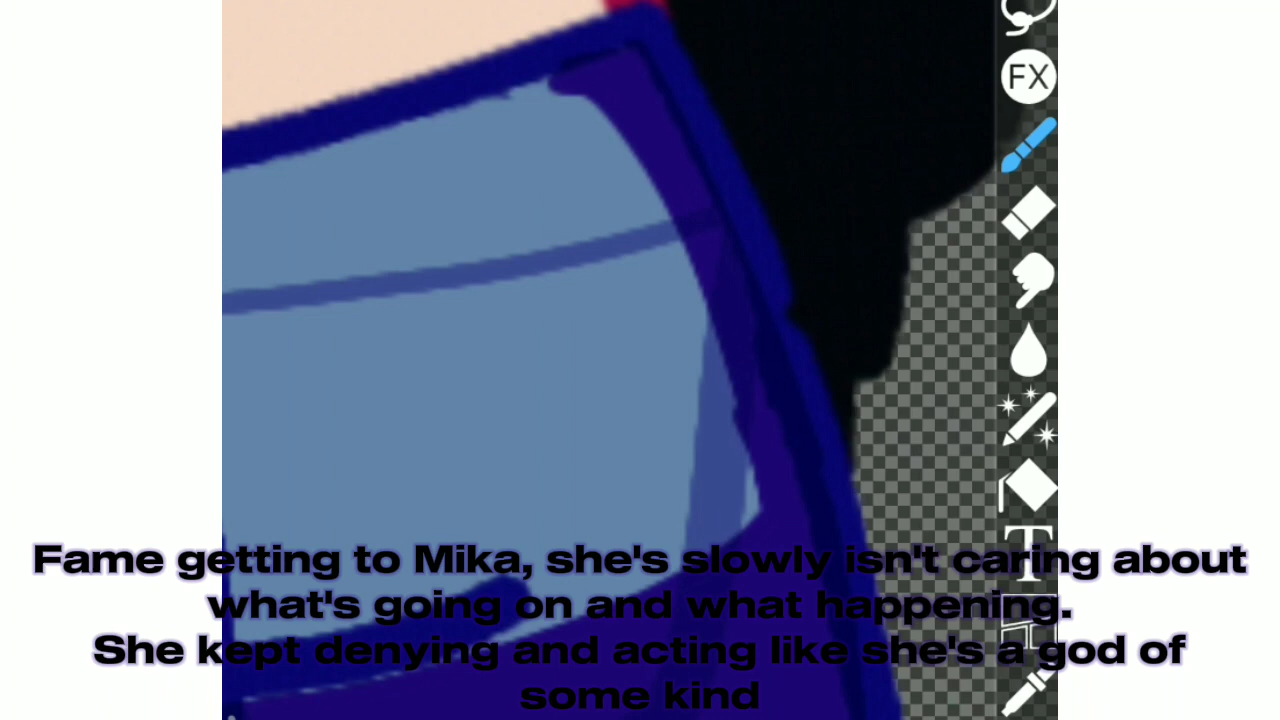 FX
T
Fame getting to Mika, she's slowly isn't caring about
what's going on and what happening.
She kept denying and acting like she's a god of
some kind